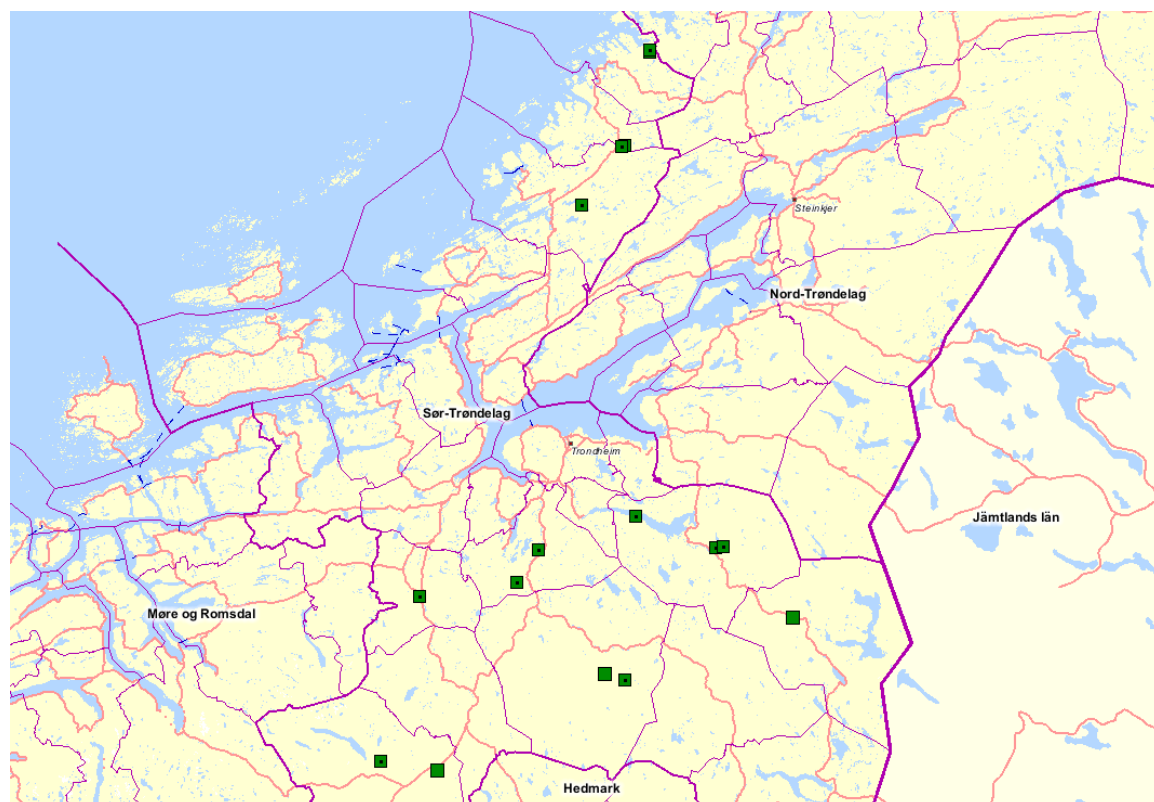 Steinkjer
Nord-Trøndelag
Sør-Trøndelag
Trondheim
Jämtlands län
Møre og Romsdal
Hedmark